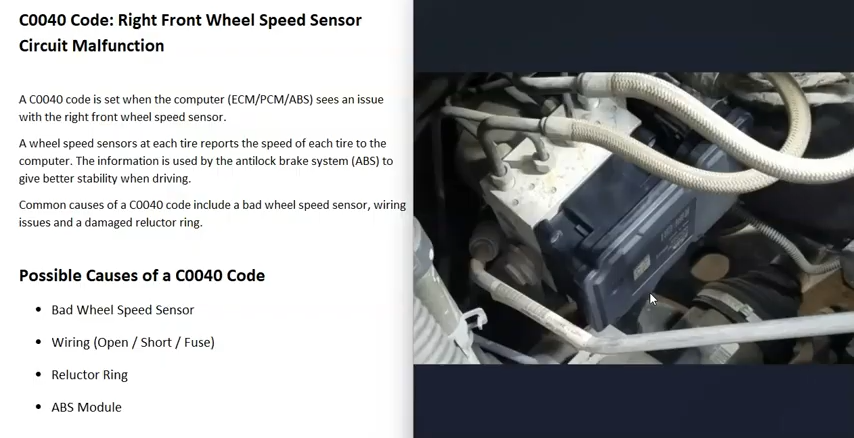 C0040 Code: Right Front Wheel Speed Sensor
Circuit Malfunction
A C0040 code is set when the computer (ECM/PCM/ABS) sees an issue
with the right front wheel speed sensor.
A wheel speed sensors at each tire reports the speed of each tire to the
computer. The information is used by the antilock brake system (ABS) to
give better stability when driving.
Common causes of a C0040 code include a bad wheel speed sensor, wiring
issues and a damaged reluctor ring.
Possible Causes of a C0040 Code
• Bad Wheel Speed Sensor
• Wiring (Open / Short / Fuse)
• Reluctor Ring
• ABS Module